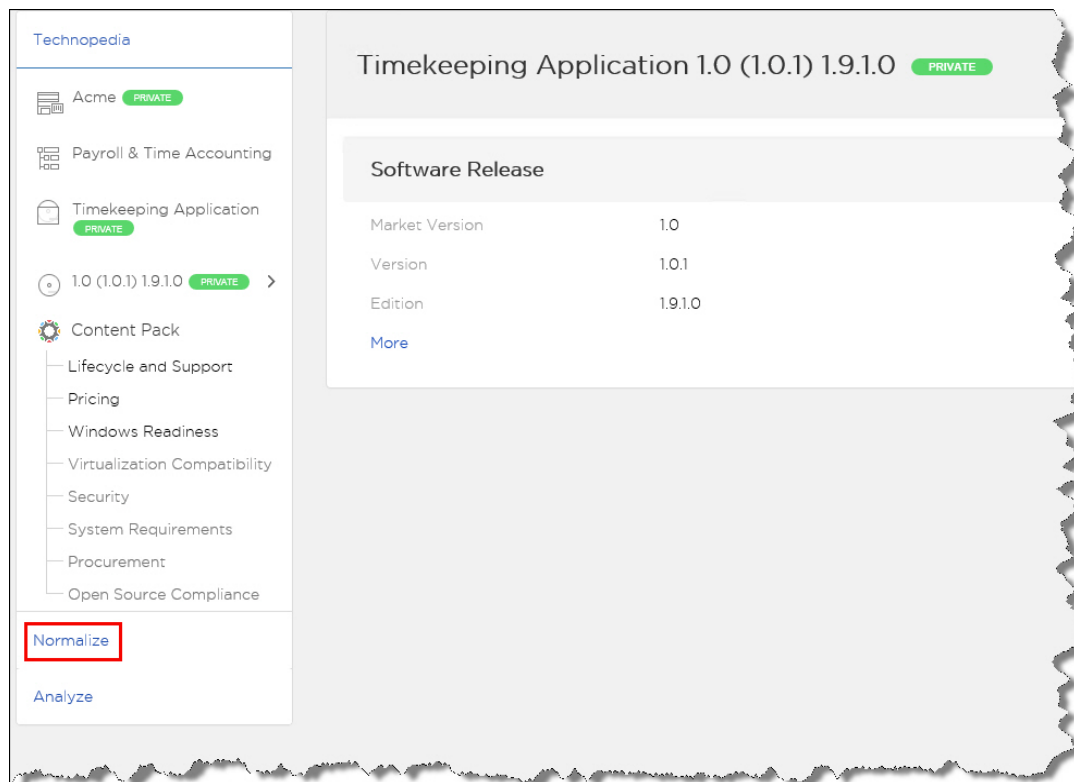 Technopedia
Acme PRIVATE
Payroll & Time Accounting
Timekeeping Application
PRIVATE
1.0 (1.0.1) 1.9.1.0 PRIVATE
Content Pack
Lifecycle and Support
Pricing
Windows Readiness
Virtualization Compatibility
Security
System Requirements
Procurement
Open Source Compliance
Normalize
Analyze
Timekeeping Application 1.0 (1.0.1) 1.9.1.0 PRIVATE
Software Release
Market Version 1.0
Version 1.0.1
Edition 1.9.1.0
More